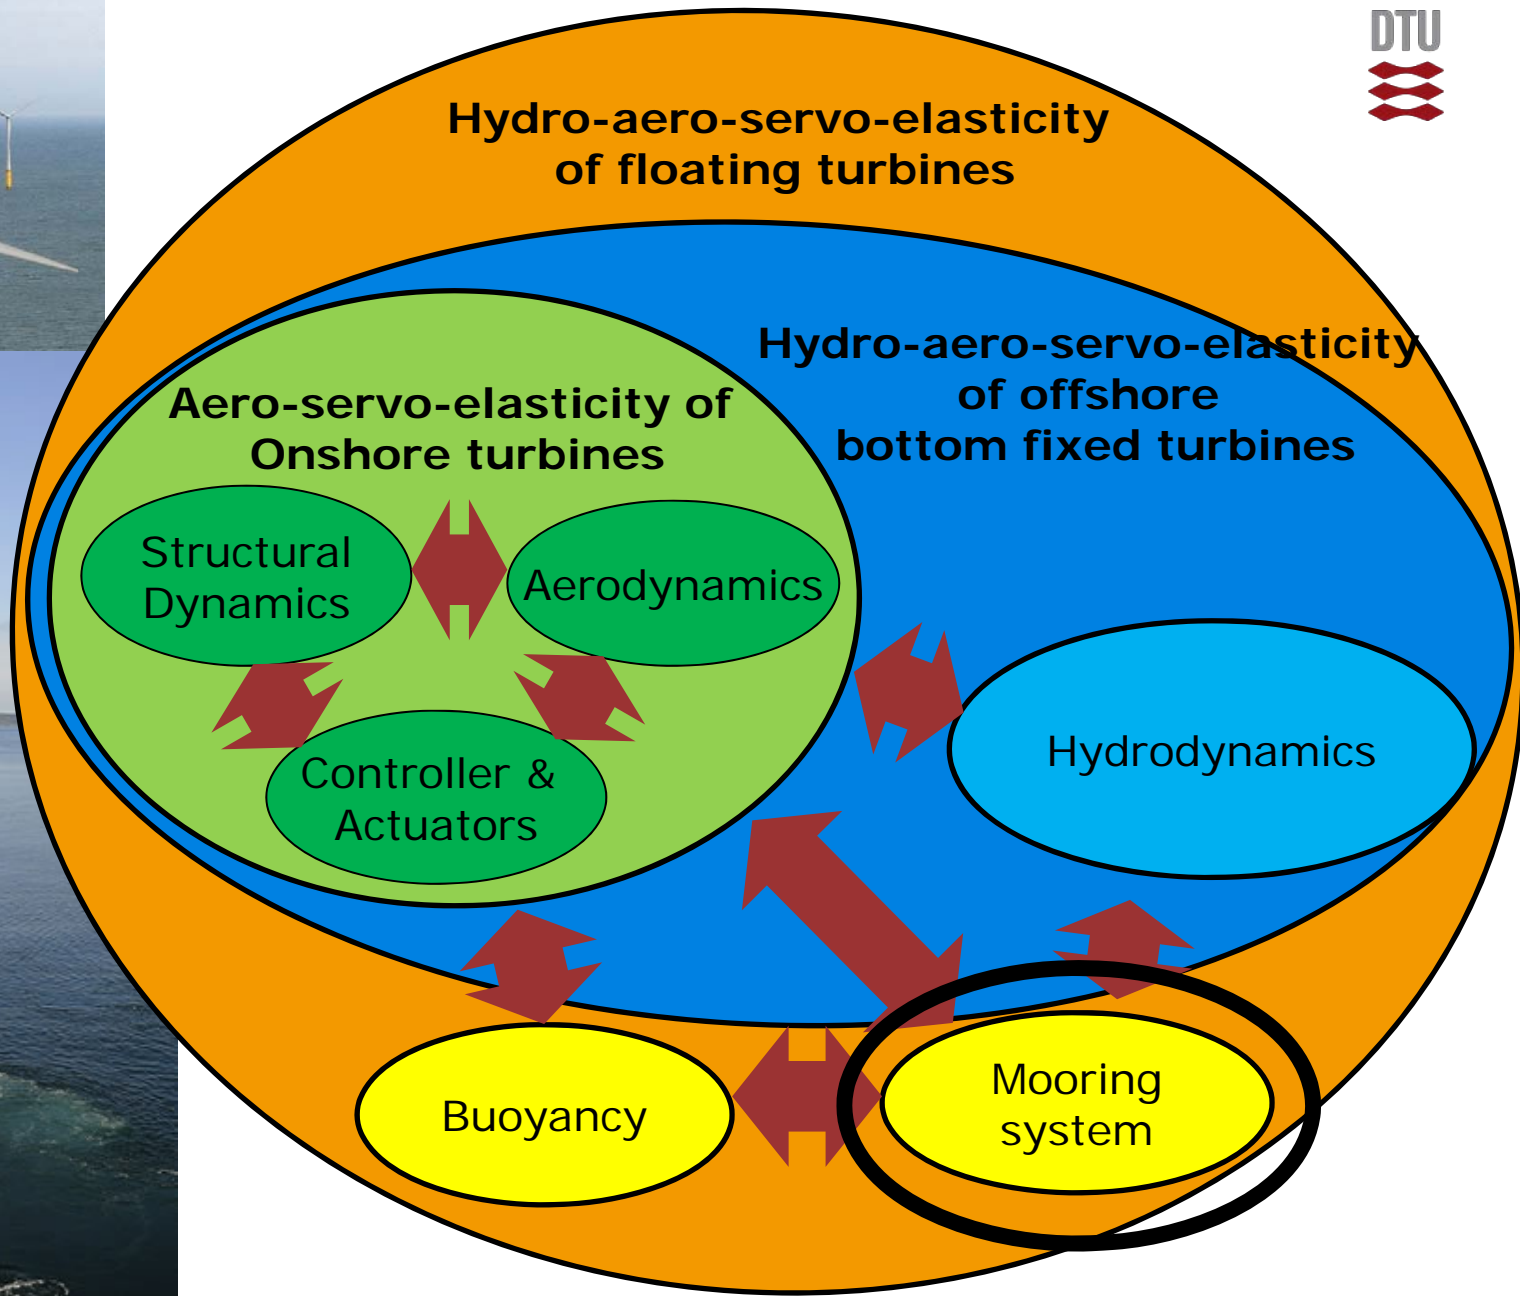 DTU
Hydro-aero-servo-elasticity
of floating turbines
Hydro-aero-servo-elasticity
of offshore
bottom fixed turbines
Aero-servo-elasticity of
Onshore turbines
Structural
Dynamics
Aerodynamics
Controller &
Actuators
Hydrodynamics
Buoyancy
Mooring
system